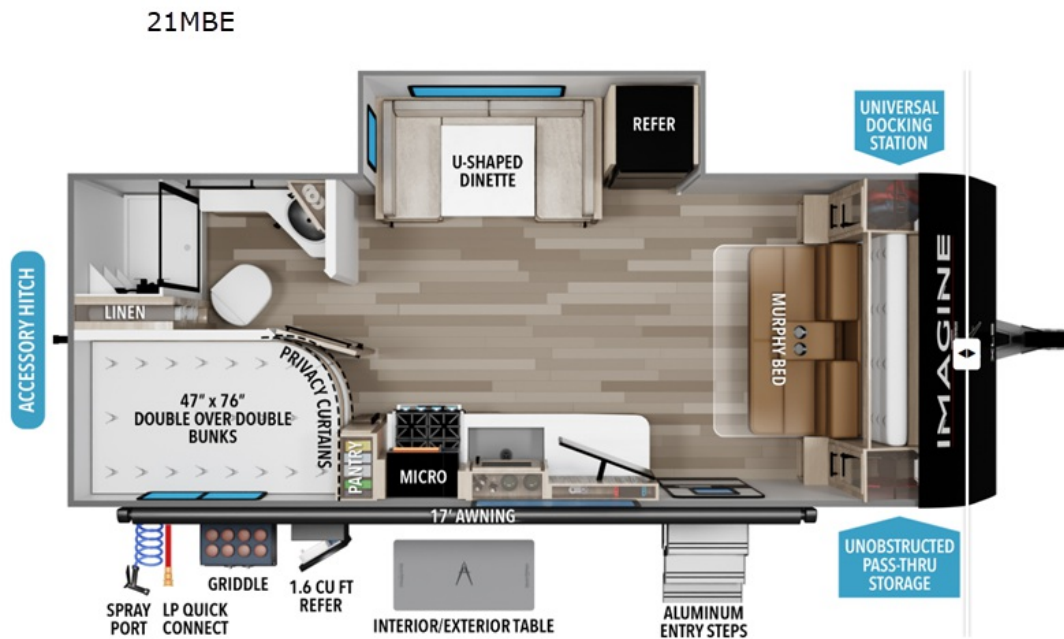 21MBE
UNIVERSAL
DOCKING
STATION
REFER
U-SHAPED
DINETTE
ACCESSORY HITCH
LINEN
MURPHY BED
IMAGINE
PRIVACY CURTAINS
47" x 76"
DOUBLE OVER DOUBLE
BUNKS
PANTRY
MICRO
17' AWNING
UNOBSTRUCTED
PASS-THRU
STORAGE
SPRAY
PORT
LP QUICK
CONNECT
GRIDDLE
1.6 CU FT
REFER
INTERIOR/EXTERIOR TABLE
ALUMINUM
ENTRY STEPS